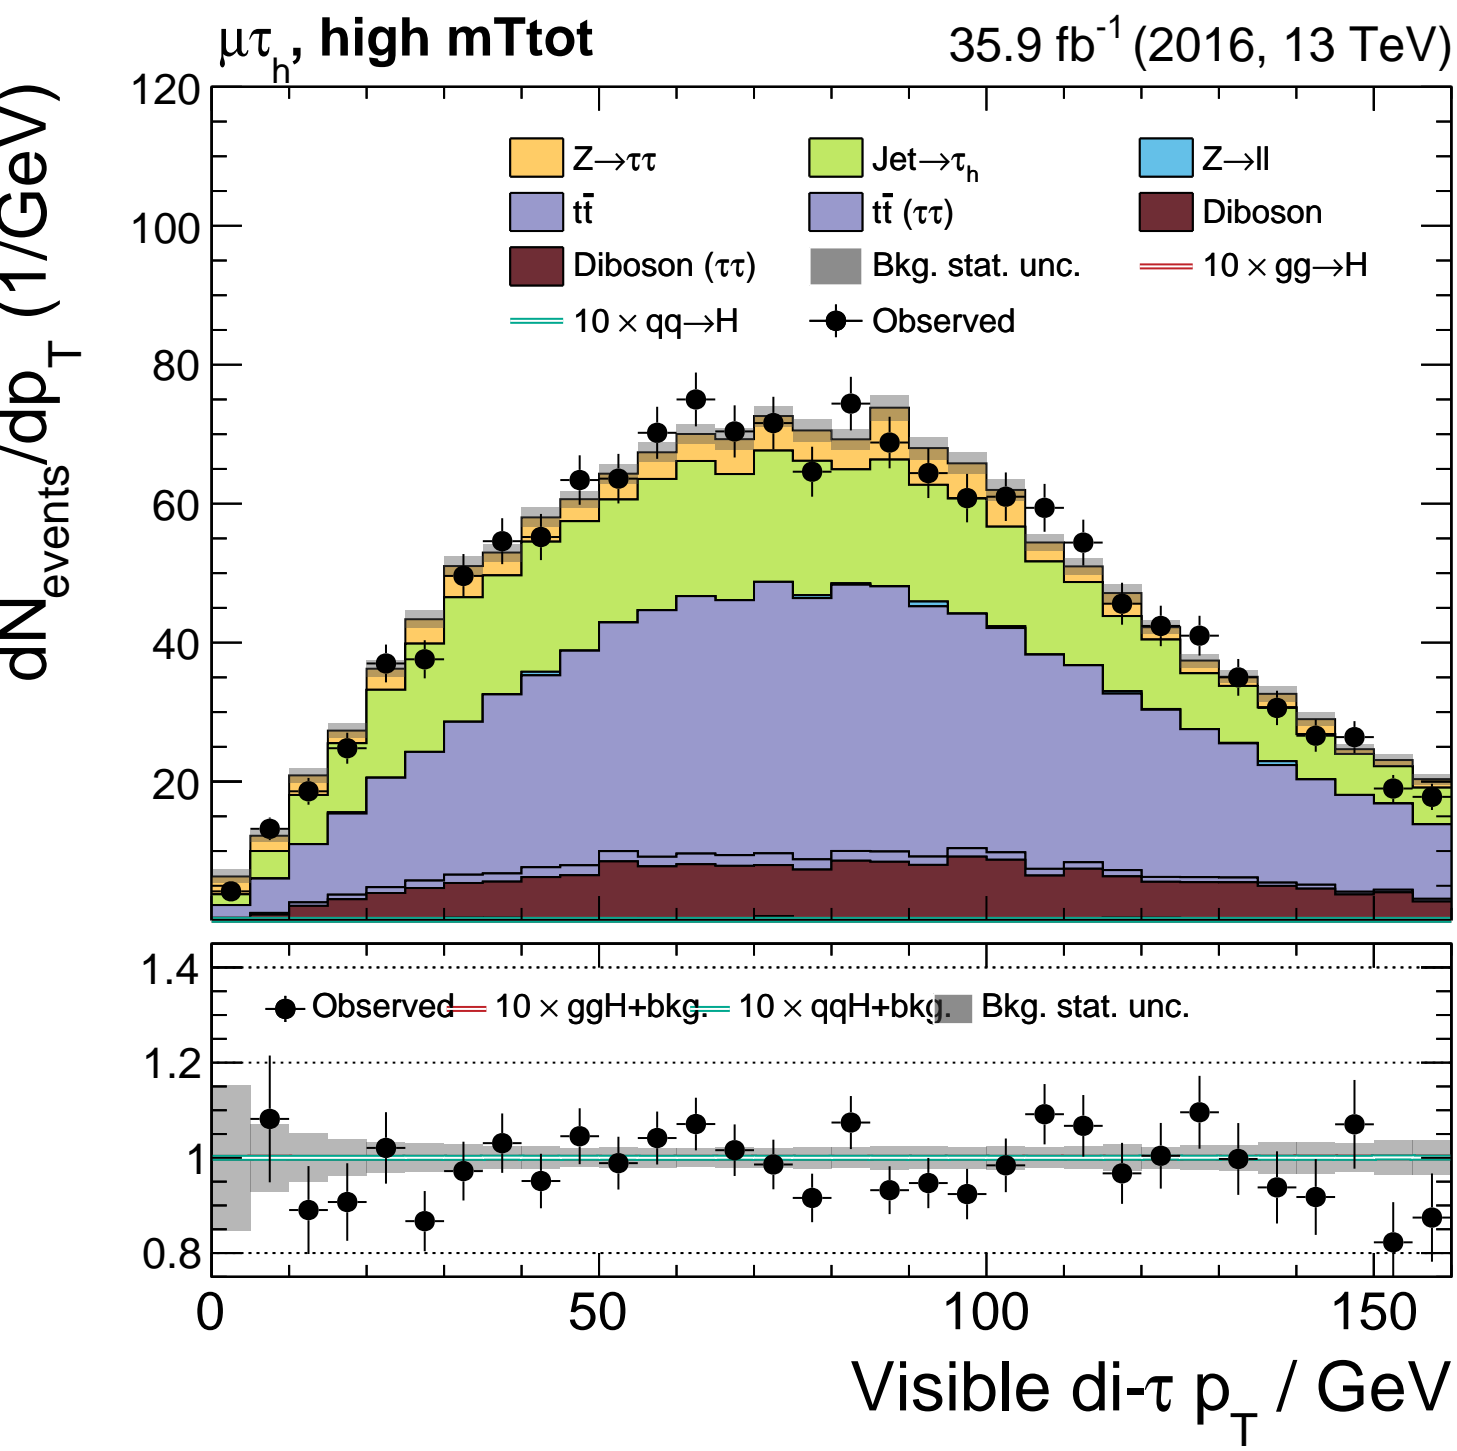 μτh, high mTtot 35.9 fb-1 (2016, 13 TeV)
dNevents/dpT (1/GeV)
120
100
80
60
40
20
Z→ττ Jet→τh Z→ll
tt̄ tt̄ (ττ) Diboson
Diboson (ττ) Bkg. stat. unc. 10 × gg→H
10 × qq→H Observed
1.4
1.2
1
0.8
Observed 10 × ggH+bkg. 10 × qqH+bkg. Bkg. stat. unc.
0 50 100 150
Visible di-τ pT / GeV